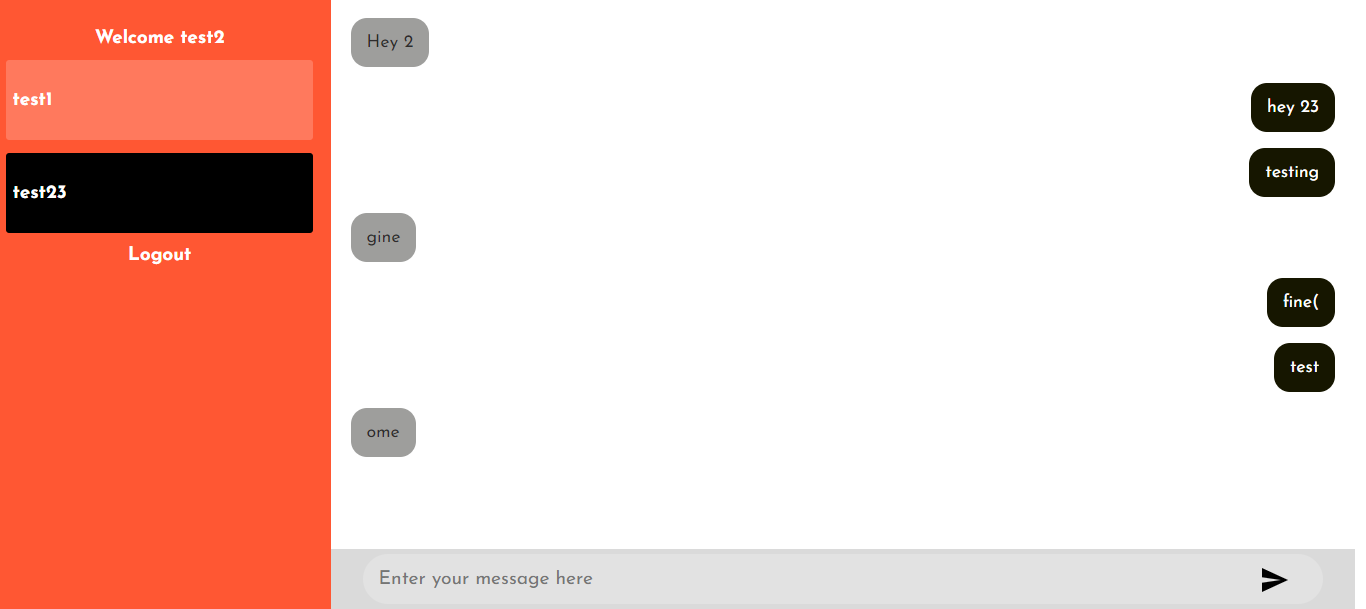 Welcome test2
test1
test23
Logout
Hey 2
hey 23
testing
gine
fine(
test
ome
Enter your message here